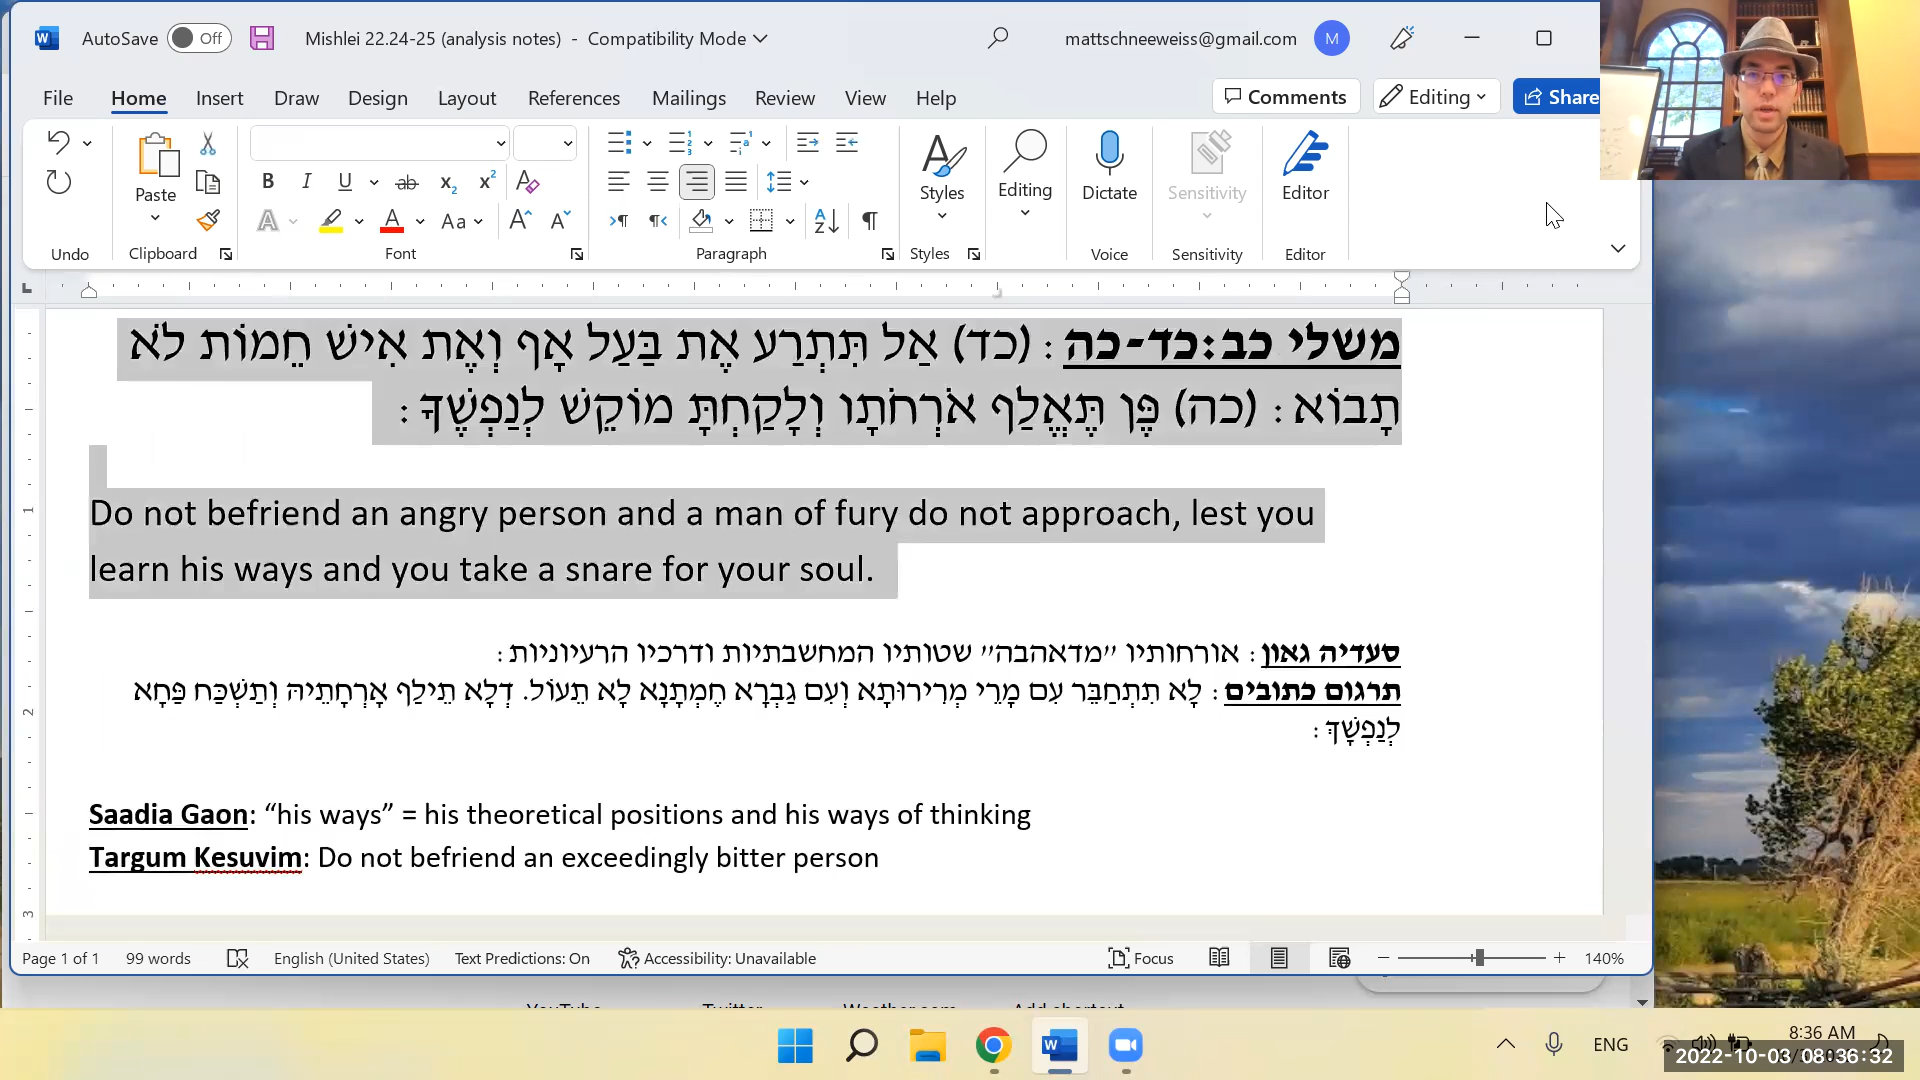 AutoSave Off Mishlei 22.24-25 (analysis notes) - Compatibility Mode mattschneeweiss@gmail.com M
File Home Insert Draw Design Layout References Mailings Review View Help Comments Editing Share
Paste Styles Editing Dictate Sensitivity Editor
Undo Clipboard Font Paragraph Styles Voice Sensitivity Editor
משלי כב:כד-כה: (כד) אַל תִּתְרַע אֶת בַּעַל אָף וְאֶת אִישׁ חֵמוֹת לֹא
תָבוֹא: (כה) פֶּן תֶּאֱלַף אֹרְחֹתָו וְלָקַחְתָּ מוֹקֵשׁ לְנַפְשֶׁךָ:
Do not befriend an angry person and a man of fury do not approach, lest you
learn his ways and you take a snare for your soul.
סעדיה גאון: אורחותיו "מדאהבה" שטותיו המחשבתיות ודרכיו הרעיוניות:
תרגום כתובים: לָא תִתְחַבֵּר עִם מָרֵי מְרִירוּתָא וְעִם גַבְרָא חֶמְתָנָא לָא תֵעוֹל. דְלָא תֵילַף אָרְחָתֵיהּ וְתַשְׁכַּח פַּחָא
לְנַפְשָׁךְ:
Saadia Gaon: “his ways” = his theoretical positions and his ways of thinking
Targum Kesuvim: Do not befriend an exceedingly bitter person
Page 1 of 1 99 words English (United States) Text Predictions: On Accessibility: Unavailable Focus 140%
ENG 8:36 AM
2022-10-03 08:36:32